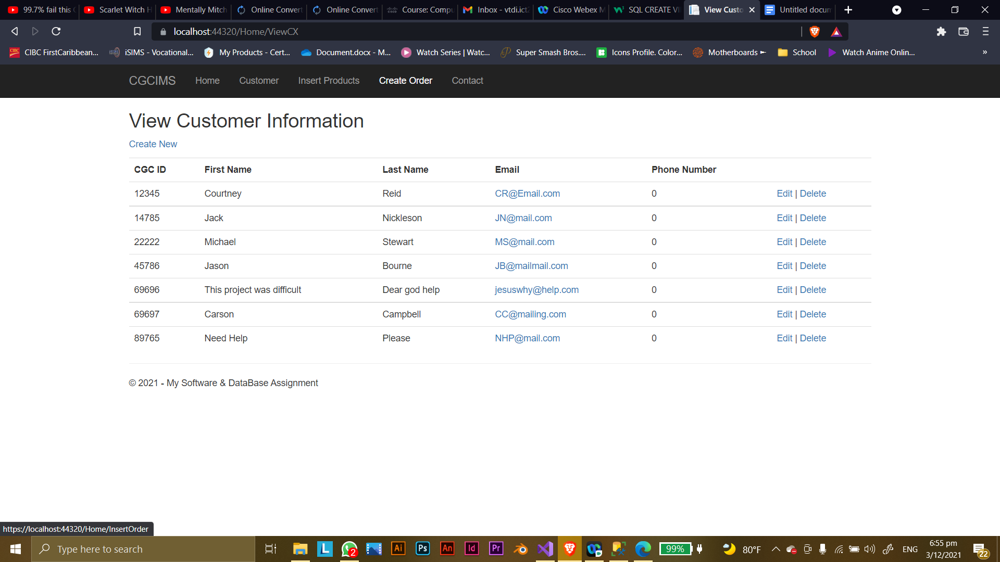 99.7% fail this Scarlet Witch H Mentally Mitch Online Convert Online Convert Course: Compu Inbox - vtdi.ict2 Cisco Webex M SQL CREATE VI View Custo Untitled docum
localhost:44320/Home/ViewCX
CIBC FirstCaribbean... iSIMS - Vocational... My Products - Cert... Document.docx - M... Watch Series | Watc... Super Smash Bros.... Icons Profile. Color... Motherboards School Watch Anime Onlin... »
CGCIMS Home Customer Insert Products Create Order Contact
View Customer Information
Create New
CGC ID First Name Last Name Email Phone Number
12345 Courtney Reid CR@Email.com 0 Edit | Delete
14785 Jack Nickleson JN@mail.com 0 Edit | Delete
22222 Michael Stewart MS@mail.com 0 Edit | Delete
45786 Jason Bourne JB@mailmail.com 0 Edit | Delete
69696 This project was difficult Dear god help jesuswhy@help.com 0 Edit | Delete
69697 Carson Campbell CC@mailing.com 0 Edit | Delete
89765 Need Help Please NHP@mail.com 0 Edit | Delete
© 2021 - My Software & DataBase Assignment
https://localhost:44320/Home/InsertOrder
Type here to search L 2 Ai Ps An Id Pr 99% 80°F ENG 6:55 pm
3/12/2021 22